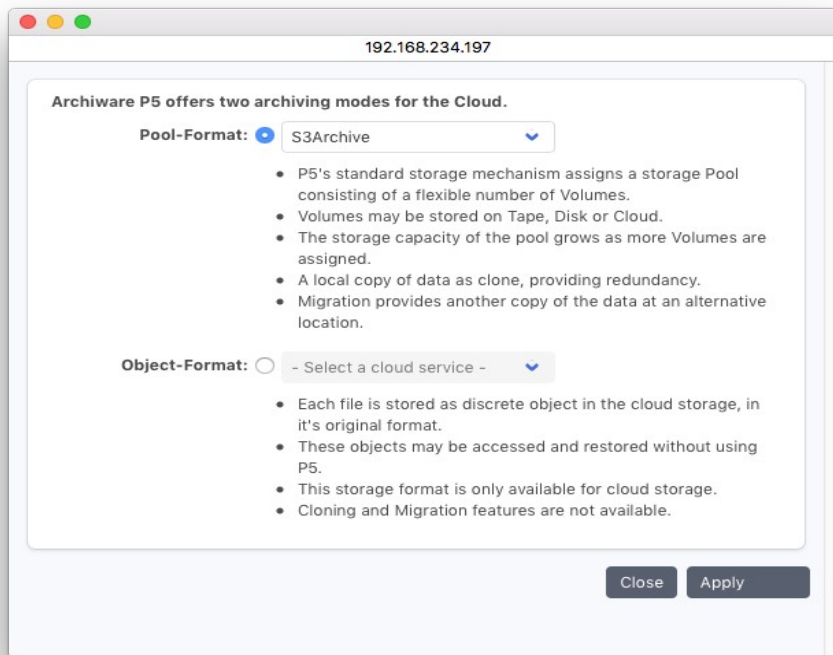 192.168.234.197
Archiware P5 offers two archiving modes for the Cloud.
Pool-Format: S3Archive
• P5's standard storage mechanism assigns a storage Pool
consisting of a flexible number of Volumes.
• Volumes may be stored on Tape, Disk or Cloud.
• The storage capacity of the pool grows as more Volumes are
assigned.
• A local copy of data as clone, providing redundancy.
• Migration provides another copy of the data at an alternative
location.
Object-Format: - Select a cloud service -
• Each file is stored as discrete object in the cloud storage, in
it's original format.
• These objects may be accessed and restored without using
P5.
• This storage format is only available for cloud storage.
• Cloning and Migration features are not available.
Close Apply